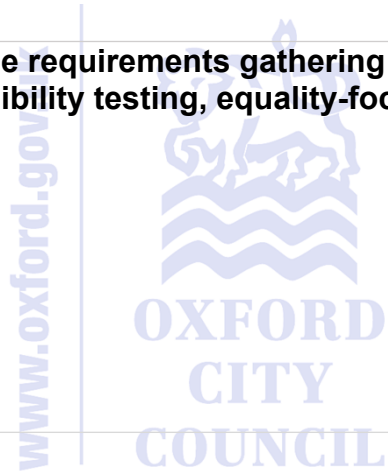 e requirements gathering
ibility testing, equality-foc
www.oxford.gov.uk
OXFORD
CITY
COUNCIL